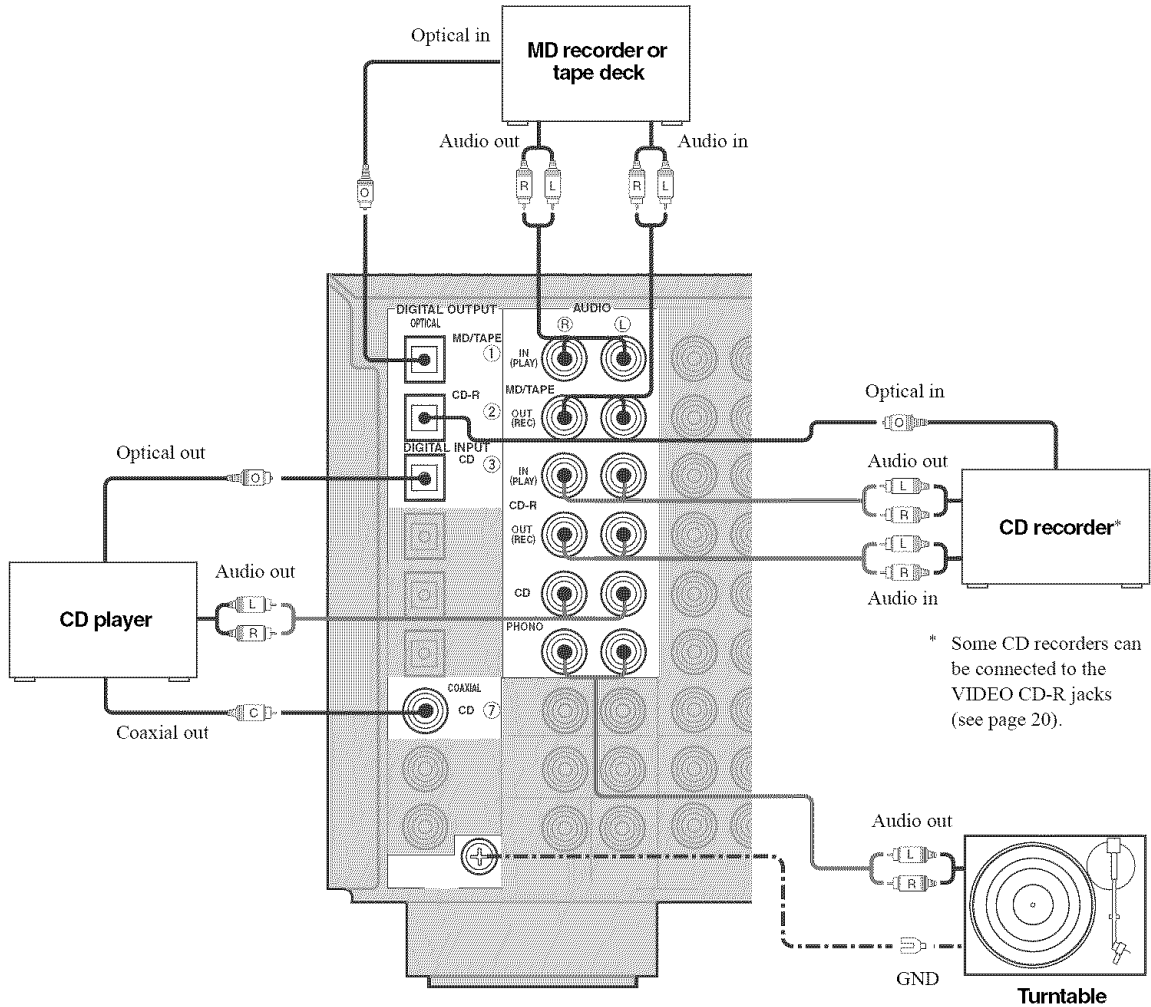 Optical in
MD recorder or
tape deck
Audio out
Audio in
R
L
R
L
O
DIGITAL OUTPUT
OPTICAL
AUDIO
R
L
MD/TAPE
①
IN
(PLAY)
MD/TAPE
CD-R
②
OUT
(REC)
Optical in
O
DIGITAL INPUT
CD
③
Optical out
O
IN
(PLAY)
CD-R
OUT
(REC)
Audio out
L
R
CD recorder*
L
R
Audio in
CD player
Audio out
L
R
CD
PHONO
* Some CD recorders can
be connected to the
VIDEO CD-R jacks
(see page 20).
COAXIAL
CD
⑦
C
Coaxial out
Audio out
L
R
GND
Turntable